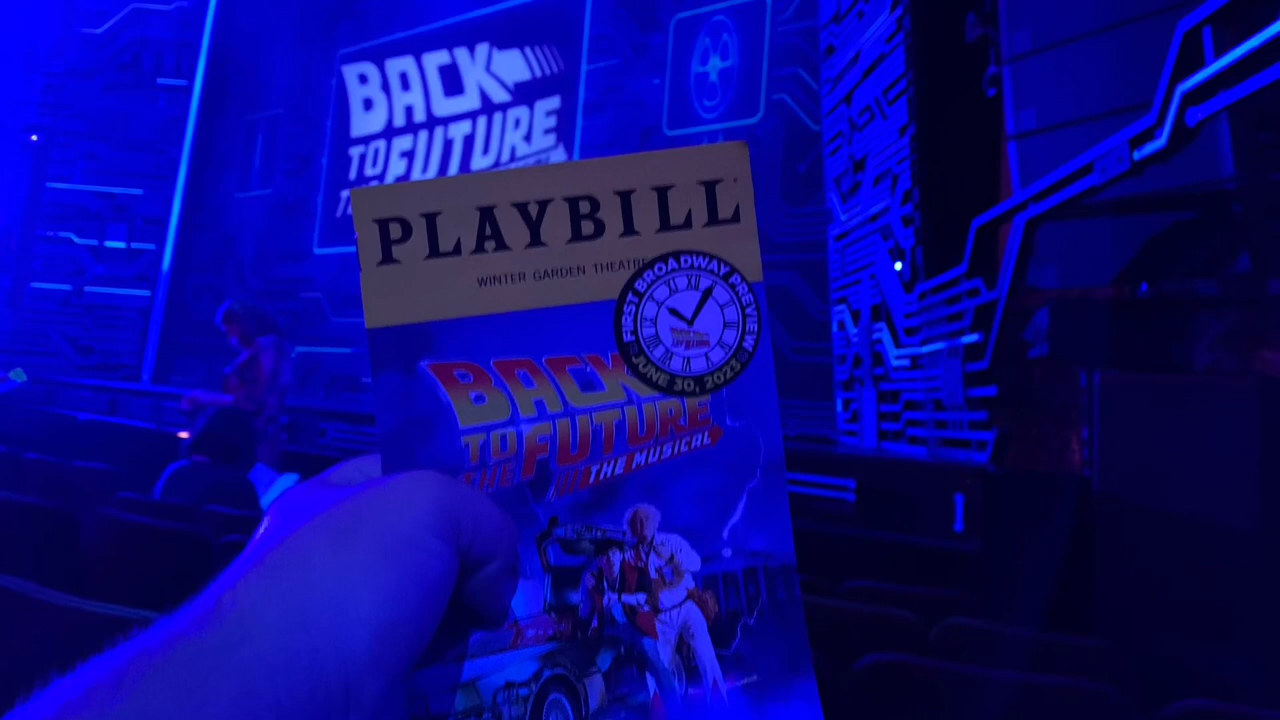 BACK
TO
FUTURE
PLAYBILL
WINTER GARDEN THEATRE
FIRST BROADWAY PREVIEW
JUNE 30, 2023
BACK
TO
THE FUTURE
THE MUSICAL